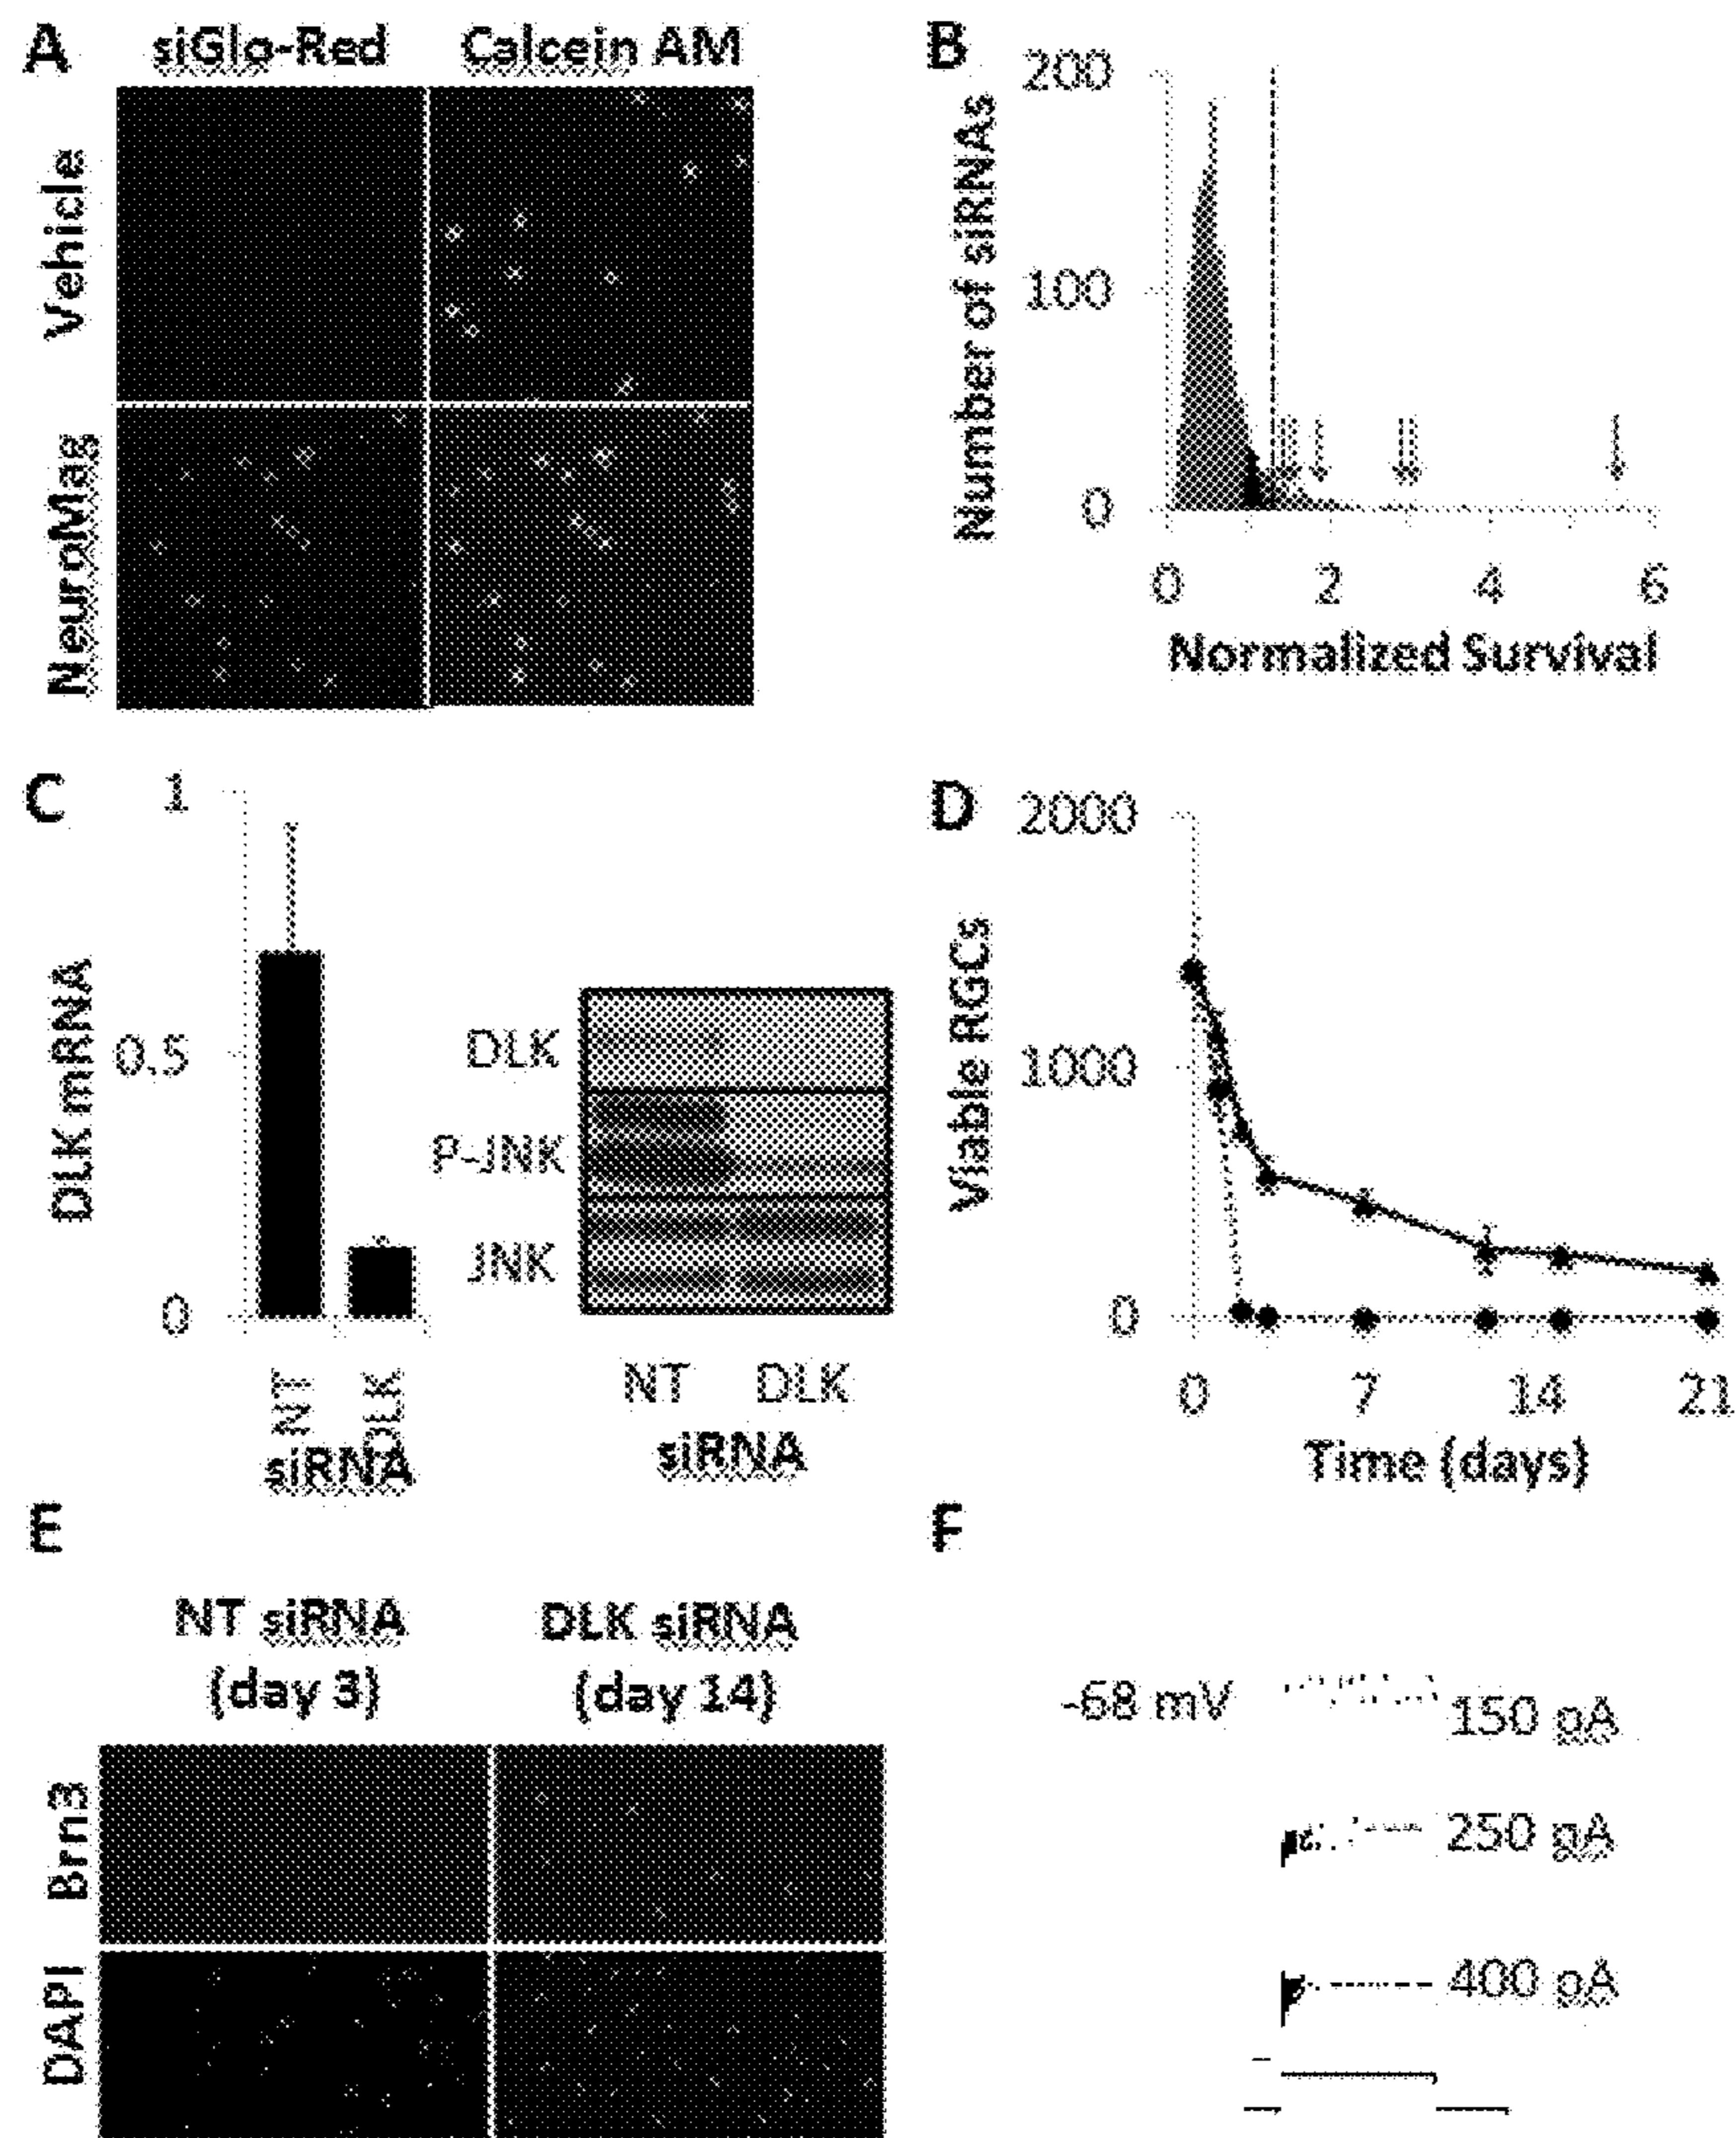 A
siGlo-Red
Calcein AM
Vehicle
NeuroMag
B
200
100
0
Number of siRNAs
0 2 4 6
Normalized Survival
C
1
0.5
0
DLK mRNA
NT
DLK
siRNA
DLK
P-JNK
JNK
NT DLK
siRNA
D
2000
1000
0
Viable RGCs
0 7 14 21
Time (days)
E
NT siRNA
(day 3)
DLK siRNA
(day 14)
Brn3
DAPI
F
-68 mV
150 pA
250 pA
400 pA